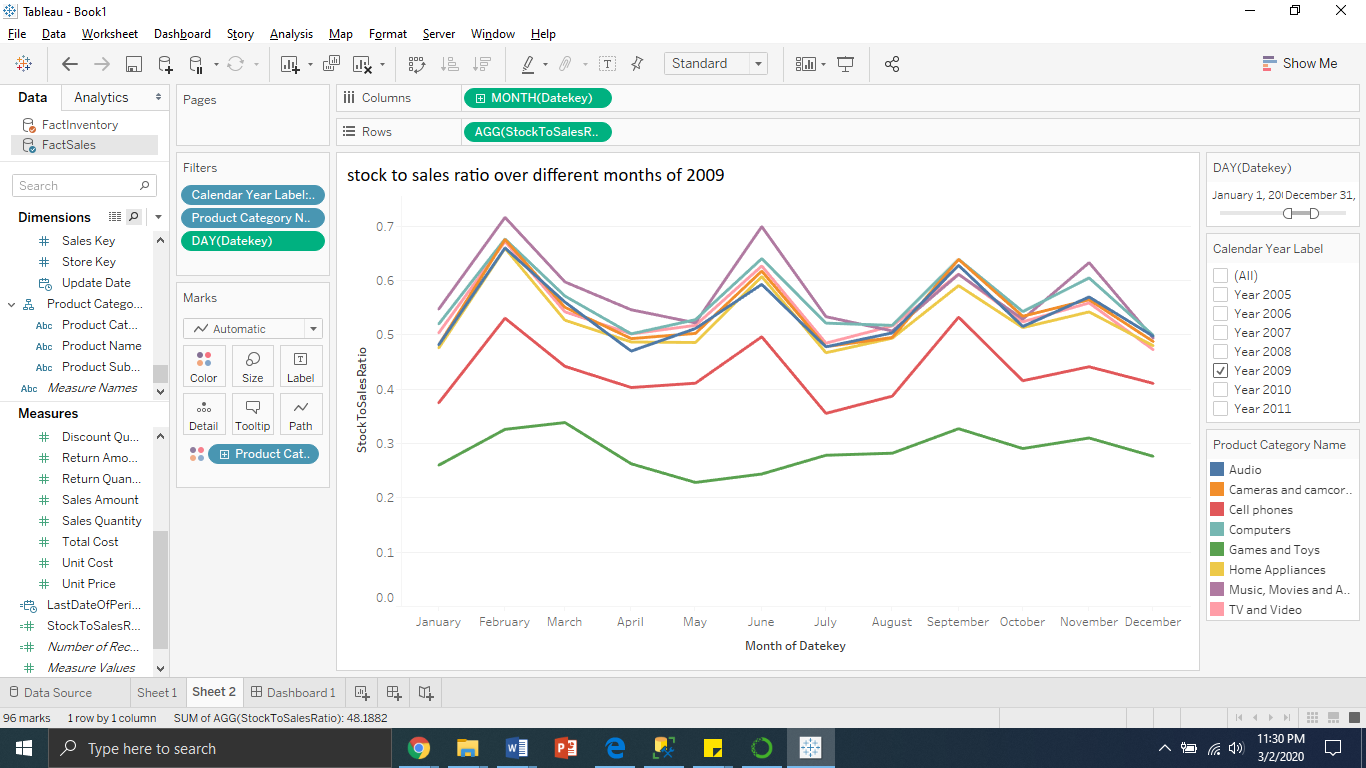 Tableau - Book1
File Data Worksheet Dashboard Story Analysis Map Format Server Window Help
Standard
Show Me
Data Analytics
FactInventory
FactSales
Search
Dimensions
Sales Key
Store Key
Update Date
Product Catego...
Product Cat...
Product Name
Product Sub...
Measure Names
Measures
Discount Qu...
Return Amo...
Return Quan...
Sales Amount
Sales Quantity
Total Cost
Unit Cost
Unit Price
LastDateOfPeri...
StockToSalesR...
Number of Rec...
Measure Values
Pages
Filters
Calendar Year Label:..
Product Category N..
DAY(Datekey)
Marks
Automatic
Color Size Label
Detail Tooltip Path
Product Cat..
Columns MONTH(Datekey)
Rows AGG(StockToSalesR..
stock to sales ratio over different months of 2009
StockToSalesRatio
0.7
0.6
0.5
0.4
0.3
0.2
0.1
0.0
January February March April May June July August September October November December
Month of Datekey
DAY(Datekey)
January 1, 20 December 31,
Calendar Year Label
(All)
Year 2005
Year 2006
Year 2007
Year 2008
Year 2009
Year 2010
Year 2011
Product Category Name
Audio
Cameras and camcor..
Cell phones
Computers
Games and Toys
Home Appliances
Music, Movies and A..
TV and Video
Data Source Sheet 1 Sheet 2 Dashboard 1
96 marks 1 row by 1 column SUM of AGG(StockToSalesRatio): 48.1882
Type here to search
11:30 PM
3/2/2020